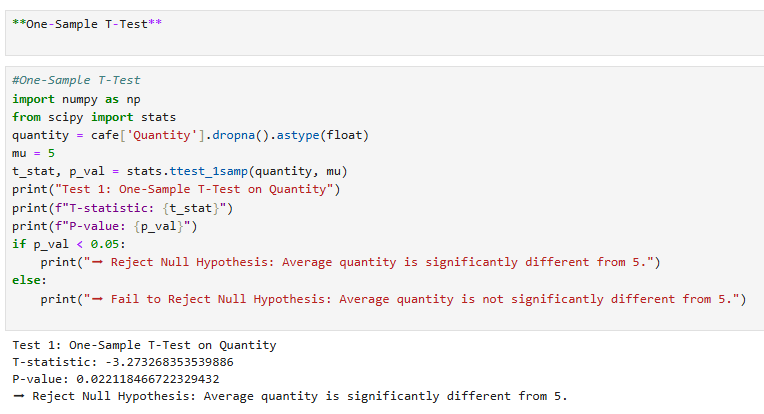 **One-Sample T-Test**
#One-Sample T-Test
import numpy as np
from scipy import stats
quantity = cafe['Quantity'].dropna().astype(float)
mu = 5
t_stat, p_val = stats.ttest_1samp(quantity, mu)
print("Test 1: One-Sample T-Test on Quantity")
print(f"T-statistic: {t_stat}")
print(f"P-value: {p_val}")
if p_val < 0.05:
    print("→ Reject Null Hypothesis: Average quantity is significantly different from 5.")
else:
    print("→ Fail to Reject Null Hypothesis: Average quantity is not significantly different from 5.")
Test 1: One-Sample T-Test on Quantity
T-statistic: -3.273268353539886
P-value: 0.022118466722329432
→ Reject Null Hypothesis: Average quantity is significantly different from 5.